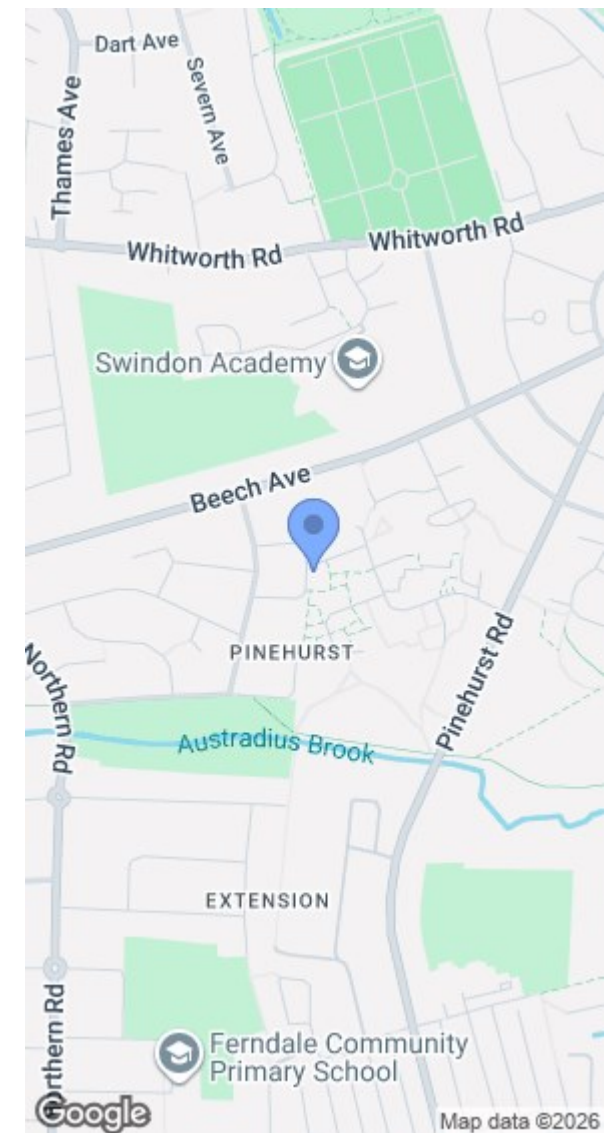 Dart Ave
Thames Ave
Severn Ave
Whitworth Rd
Whitworth Rd
Swindon Academy
Beech Ave
PINEHURST
Northern Rd
Pinehurst Rd
Austradius Brook
EXTENSION
Northern Rd
Ferndale Community
Primary School
Google
Map data ©2026